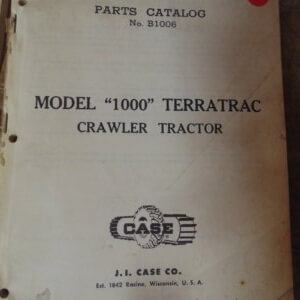 PARTS CATALOG
No. B1006
MODEL "1000" TERRATRAC
CRAWLER TRACTOR
CASE
J. I. CASE CO.
Est. 1842 Racine, Wisconsin, U. S. A.